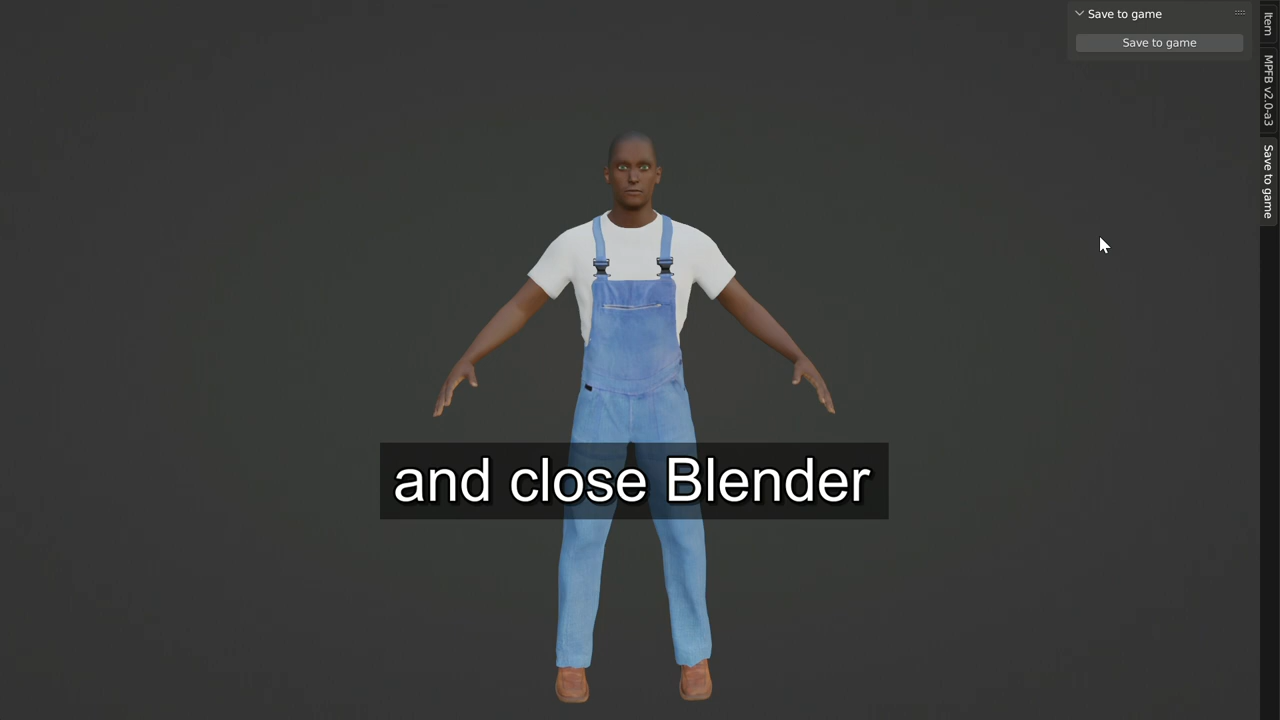 Save to game
Save to game
Item
MPFB v2.0-a3
Save to game
and close Blender